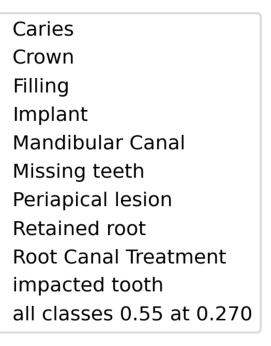 Caries
Crown
Filling
Implant
Mandibular Canal
Missing teeth
Periapical lesion
Retained root
Root Canal Treatment
impacted tooth
all classes 0.55 at 0.270